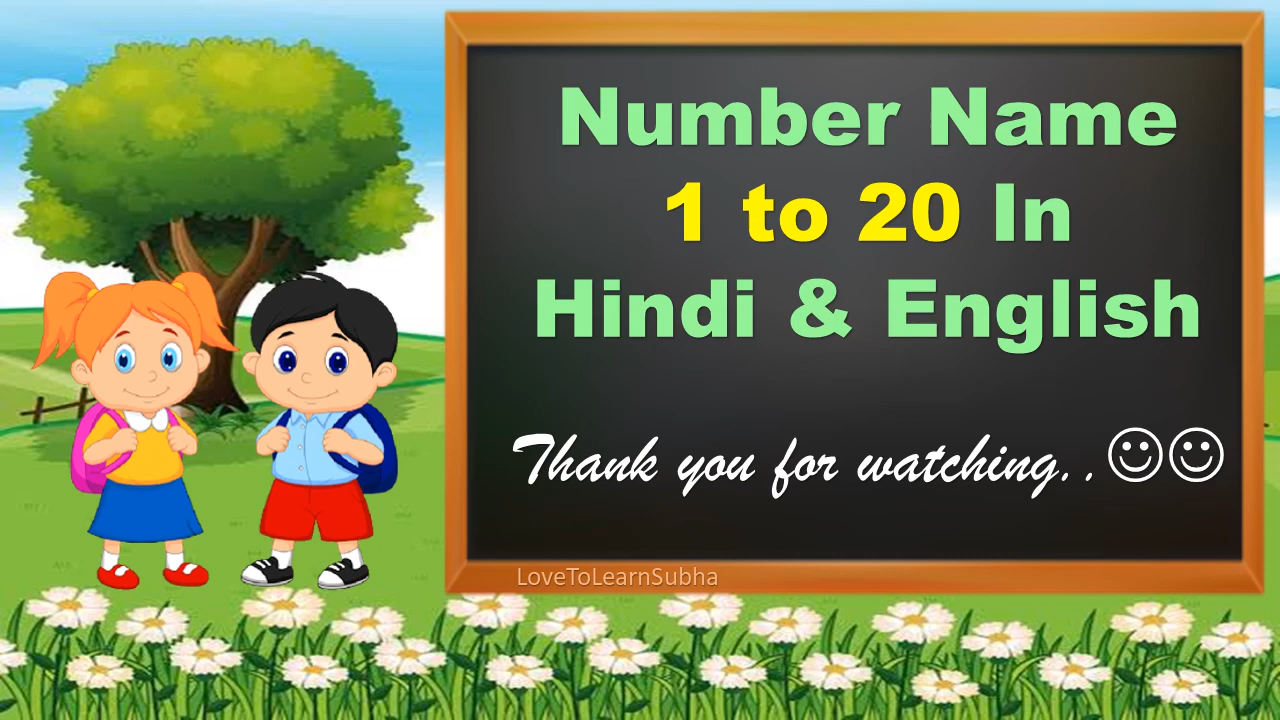 Number Name
1 to 20 In
Hindi & English
Thank you for watching..☺☺
LoveToLearnSubha